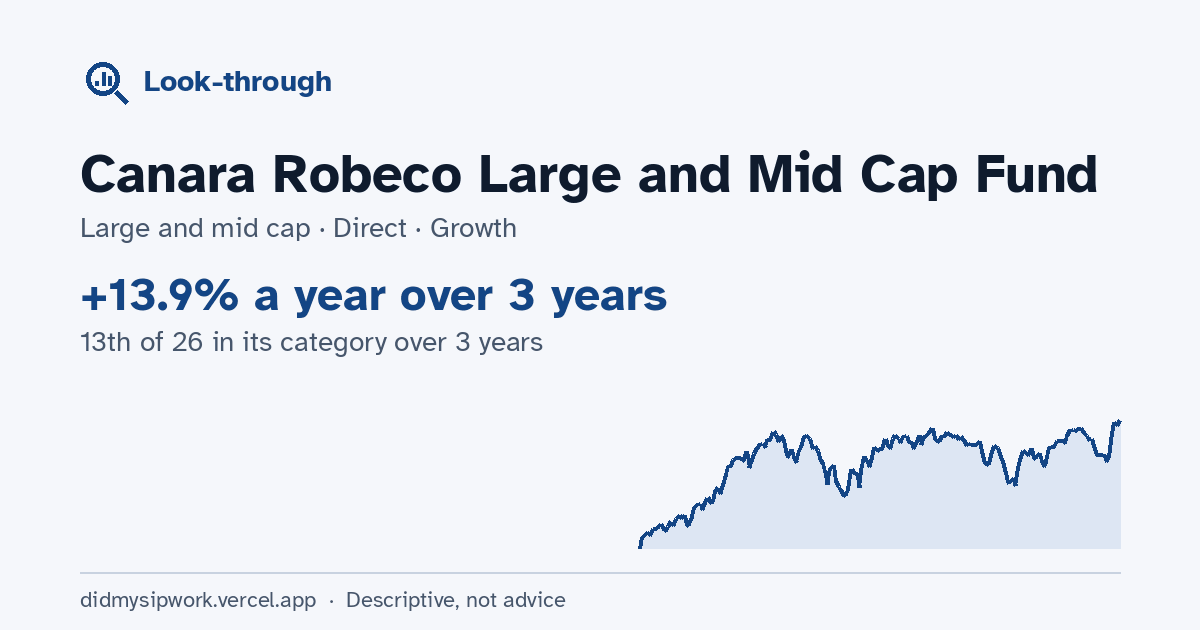 Look-through
Canara Robeco Large and Mid Cap Fund
Large and mid cap · Direct · Growth
+13.9% a year over 3 years
13th of 26 in its category over 3 years
didmysipwork.vercel.app · Descriptive, not advice